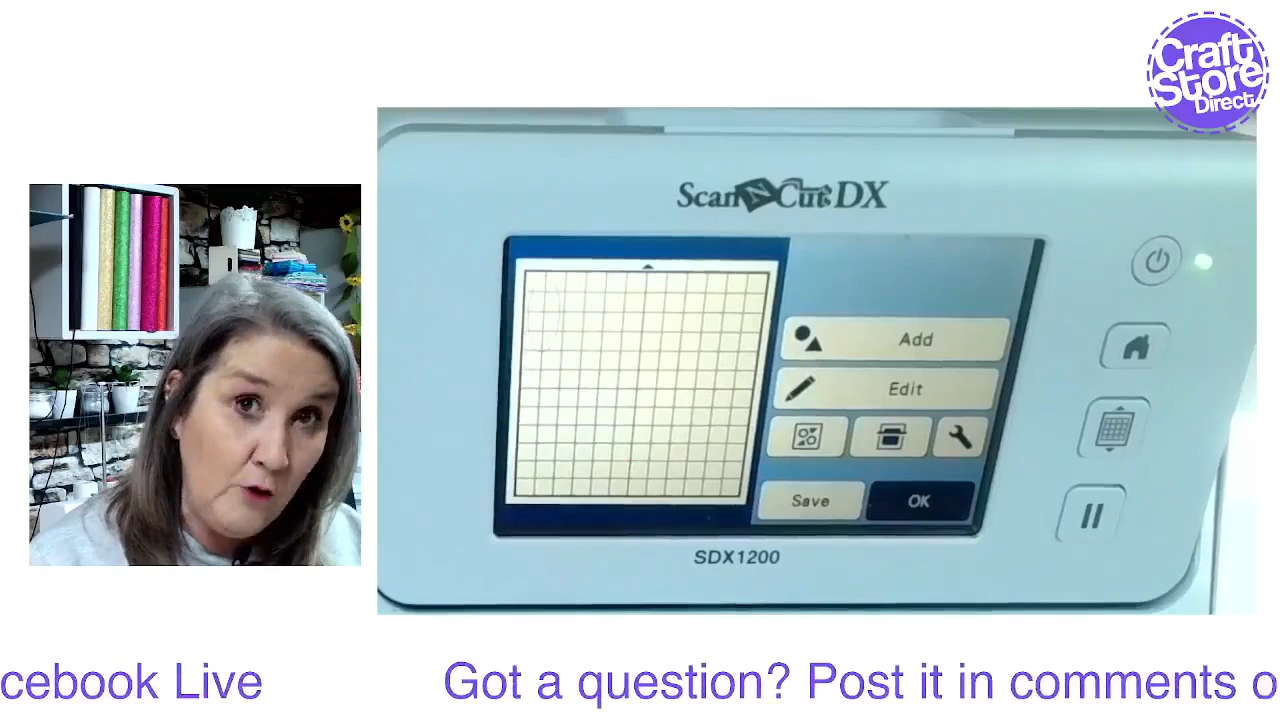 Craft
Store
Direct
ScanNCut DX
Add
Edit
Save
OK
SDX1200
cebook Live
Got a question? Post it in comments o